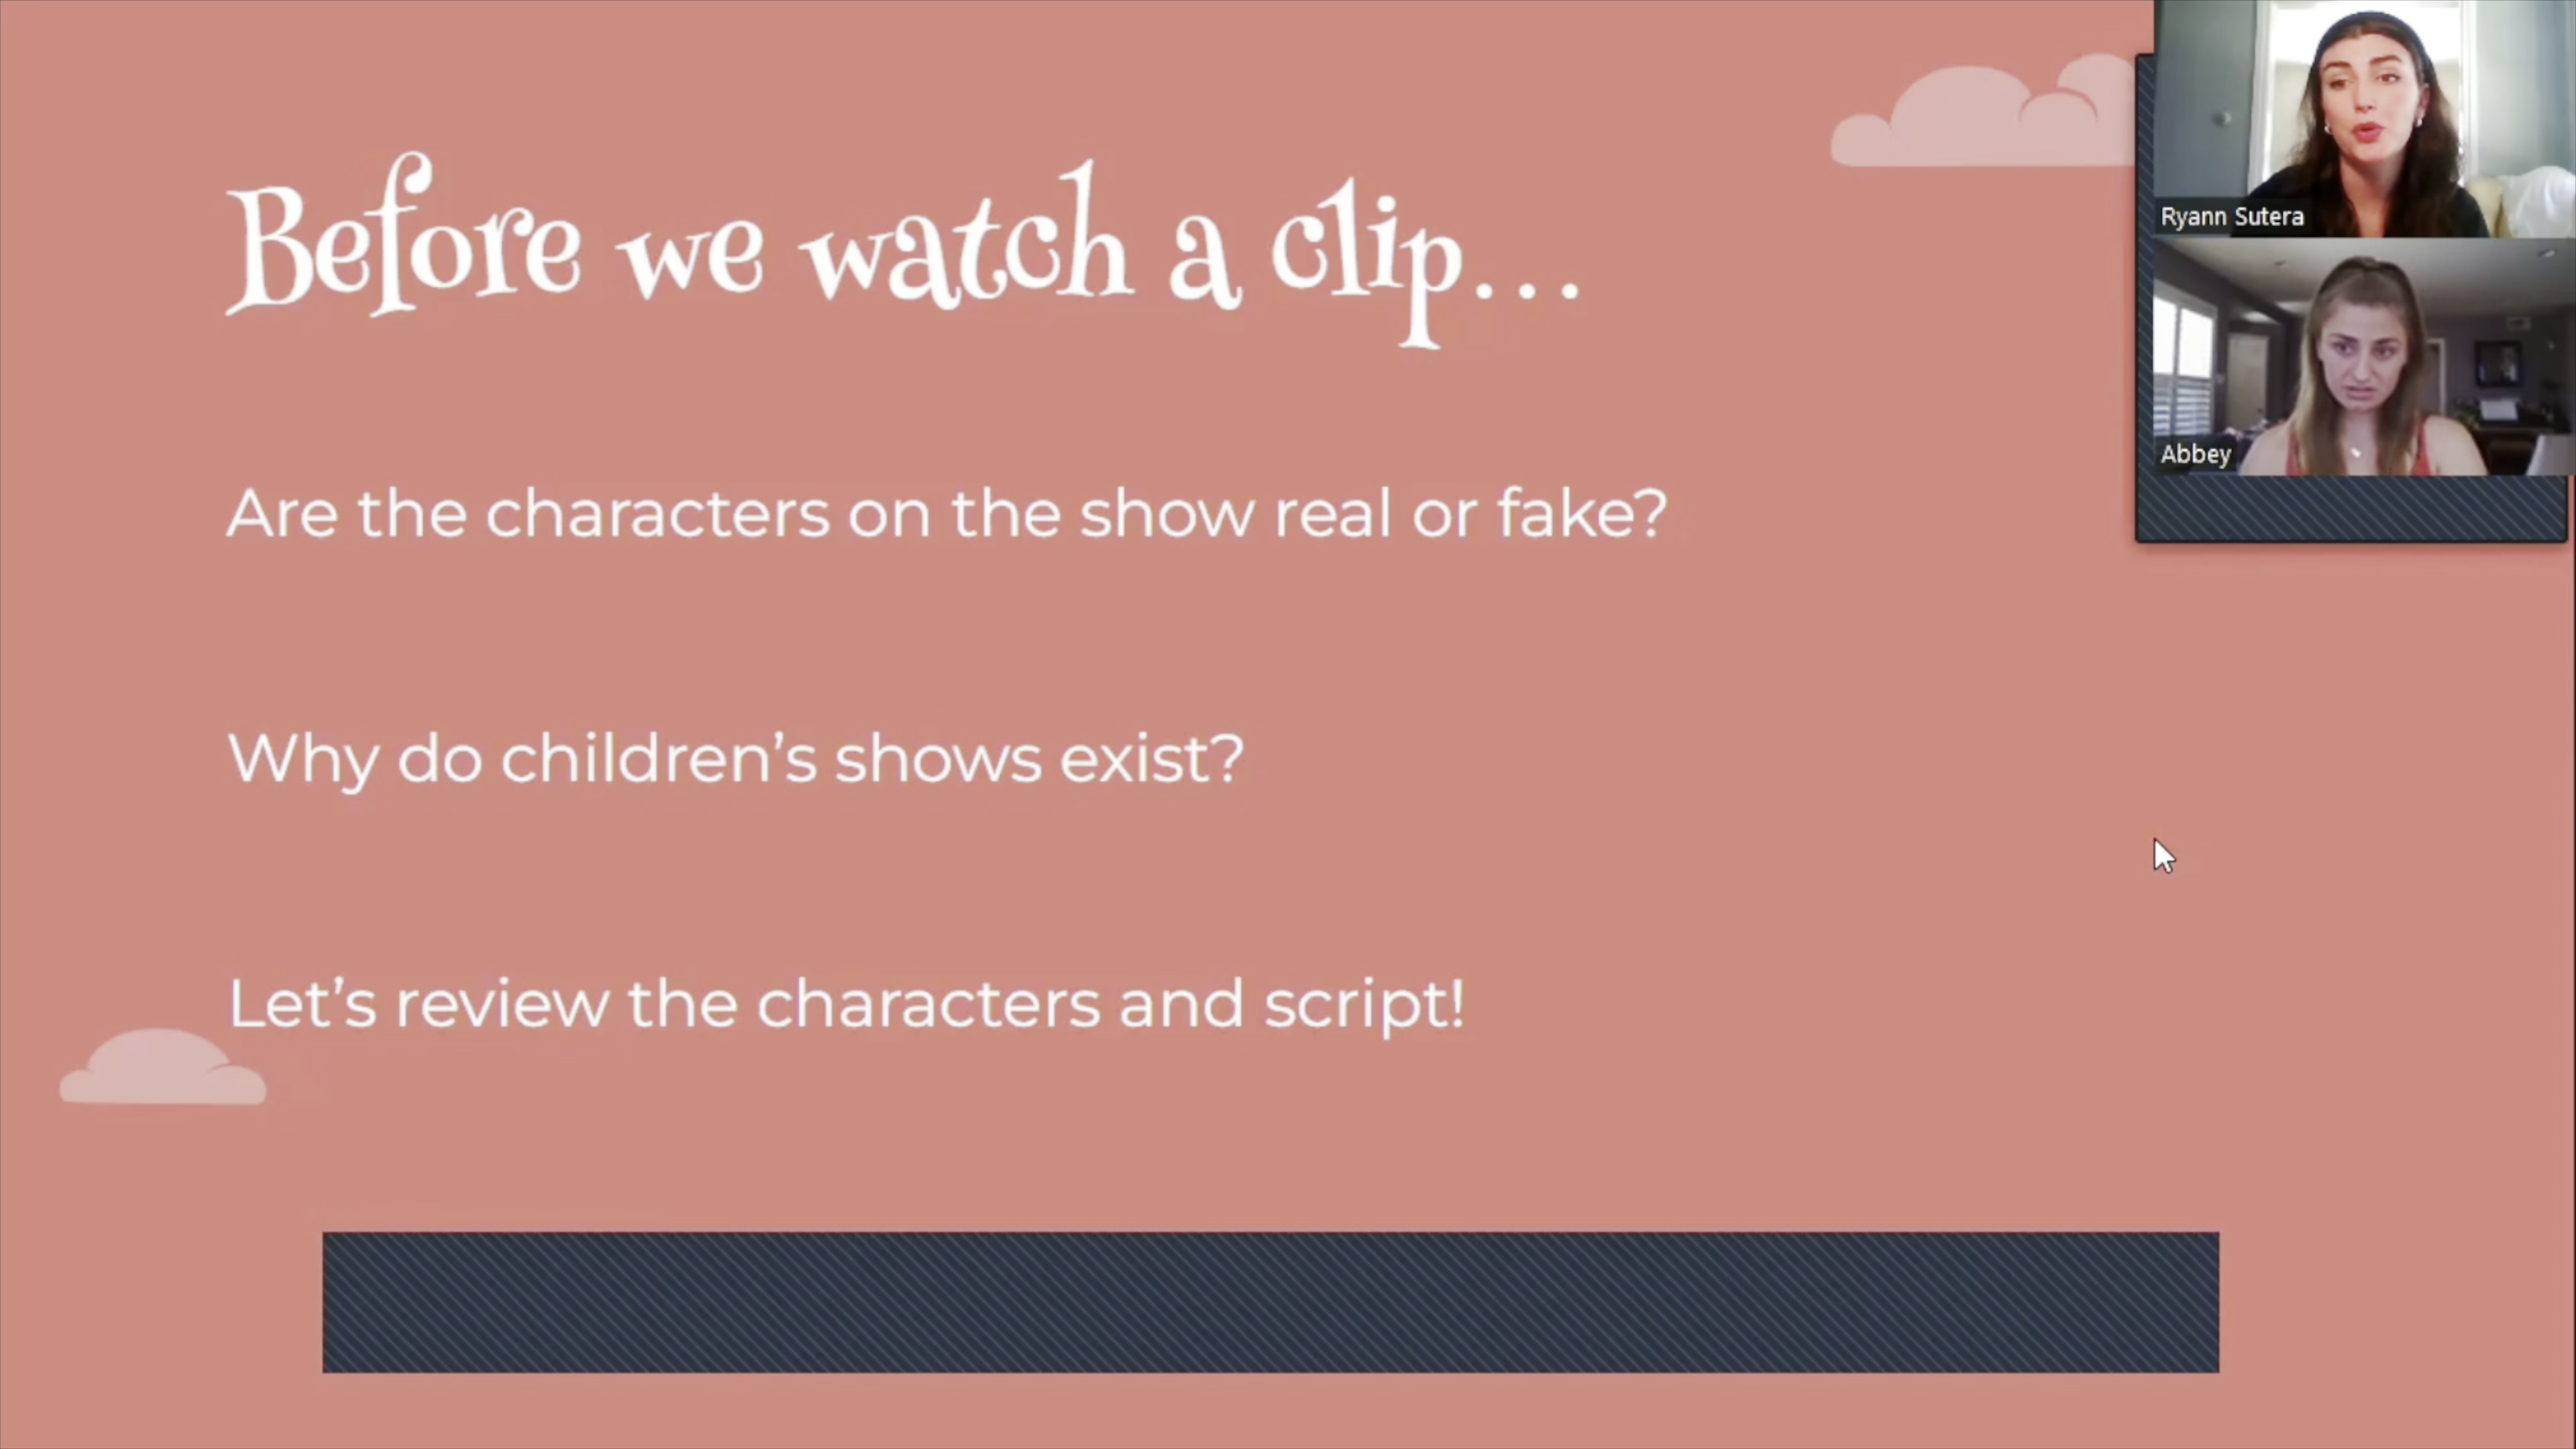 Before we watch a clip...
Are the characters on the show real or fake?
Why do children’s shows exist?
Let’s review the characters and script!
Ryann Sutera
Abbey